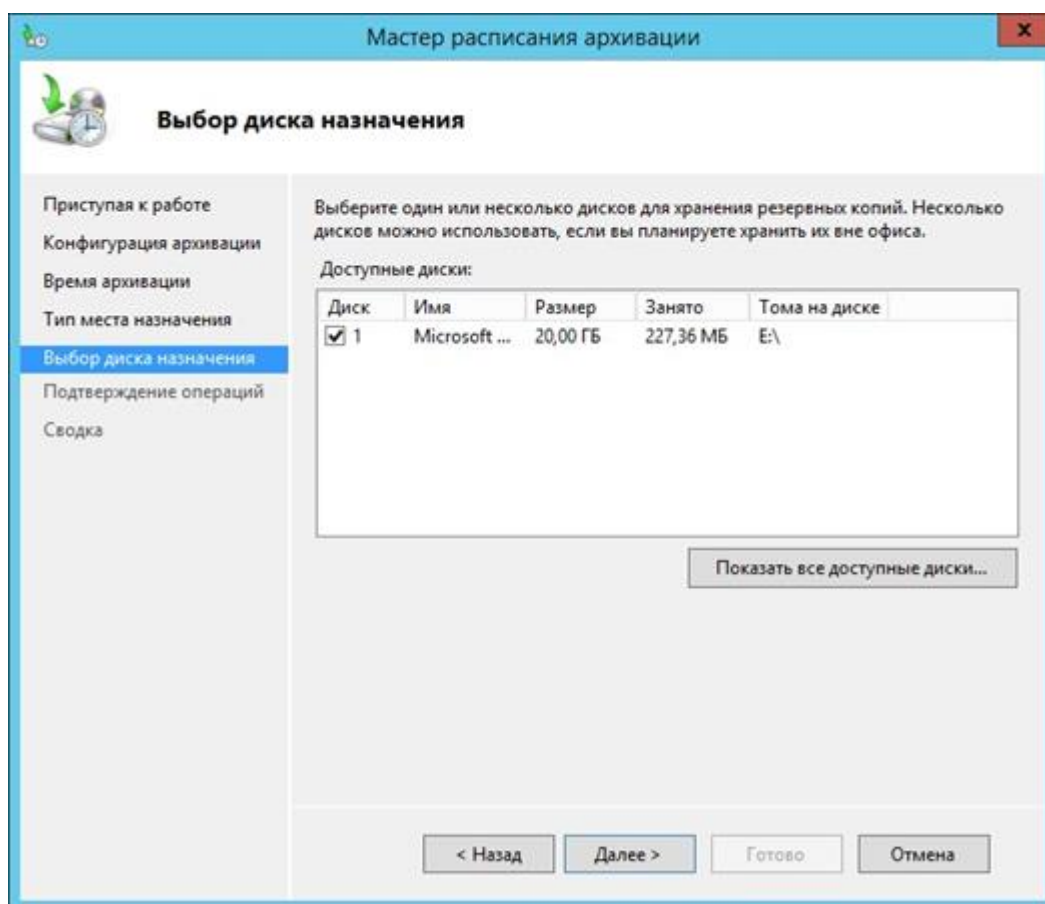 Мастер расписания архивации
x
Выбор диска назначения
Приступая к работе
Конфигурация архивации
Время архивации
Тип места назначения
Выбор диска назначения
Подтверждение операций
Сводка
Выберите один или несколько дисков для хранения резервных копий. Несколько
дисков можно использовать, если вы планируете хранить их вне офиса.
Доступные диски:
Диск Имя Размер Занято Тома на диске
1 Microsoft ... 20,00 ГБ 227,36 МБ E:\
Показать все доступные диски...
< Назад Далее > Готово Отмена